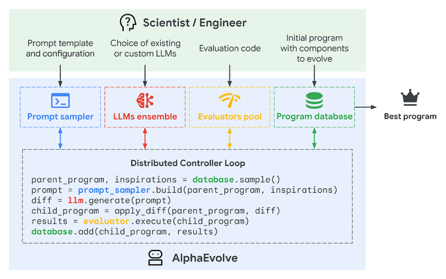 Scientist / Engineer
Prompt template
and configuration
Choice of existing
or custom LLMs
Evaluation code
Initial program
with components
to evolve
Prompt sampler
LLMs ensemble
Evaluators pool
Program database
Best program
Distributed Controller Loop
parent_program, inspirations = database.sample()
prompt = prompt_sampler.build(parent_program, inspirations)
diff = llm.generate(prompt)
child_program = apply_diff(parent_program, diff)
results = evaluator.execute(child_program)
database.add(child_program, results)
AlphaEvolve